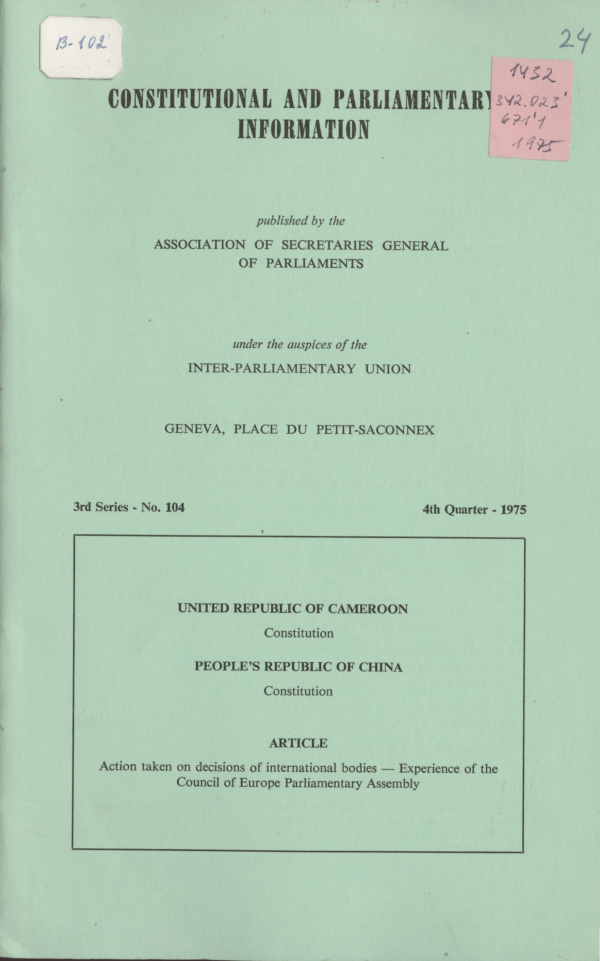 B-102
24
CONSTITUTIONAL AND PARLIAMENTARY
INFORMATION
1432
342.023'
671'1
1975
published by the
ASSOCIATION OF SECRETARIES GENERAL
OF PARLIAMENTS
under the auspices of the
INTER-PARLIAMENTARY UNION
GENEVA, PLACE DU PETIT-SACONNEX
3rd Series - No. 104
4th Quarter - 1975
UNITED REPUBLIC OF CAMEROON
Constitution
PEOPLE'S REPUBLIC OF CHINA
Constitution
ARTICLE
Action taken on decisions of international bodies — Experience of the
Council of Europe Parliamentary Assembly